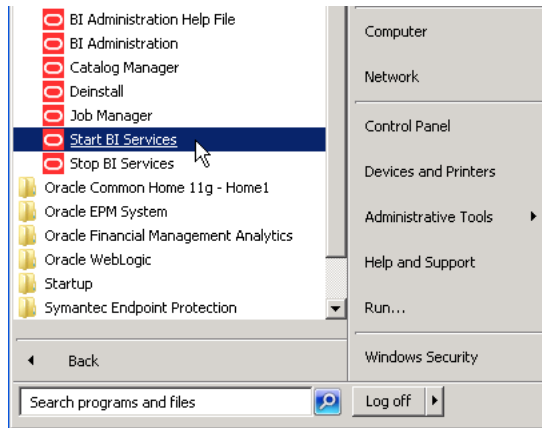 BI Administration Help File
BI Administration
Catalog Manager
Deinstall
Job Manager
Start BI Services
Stop BI Services
Oracle Common Home 11g - Home1
Oracle EPM System
Oracle Financial Management Analytics
Oracle WebLogic
Startup
Symantec Endpoint Protection
Back
Search programs and files
Computer
Network
Control Panel
Devices and Printers
Administrative Tools
Help and Support
Run...
Windows Security
Log off